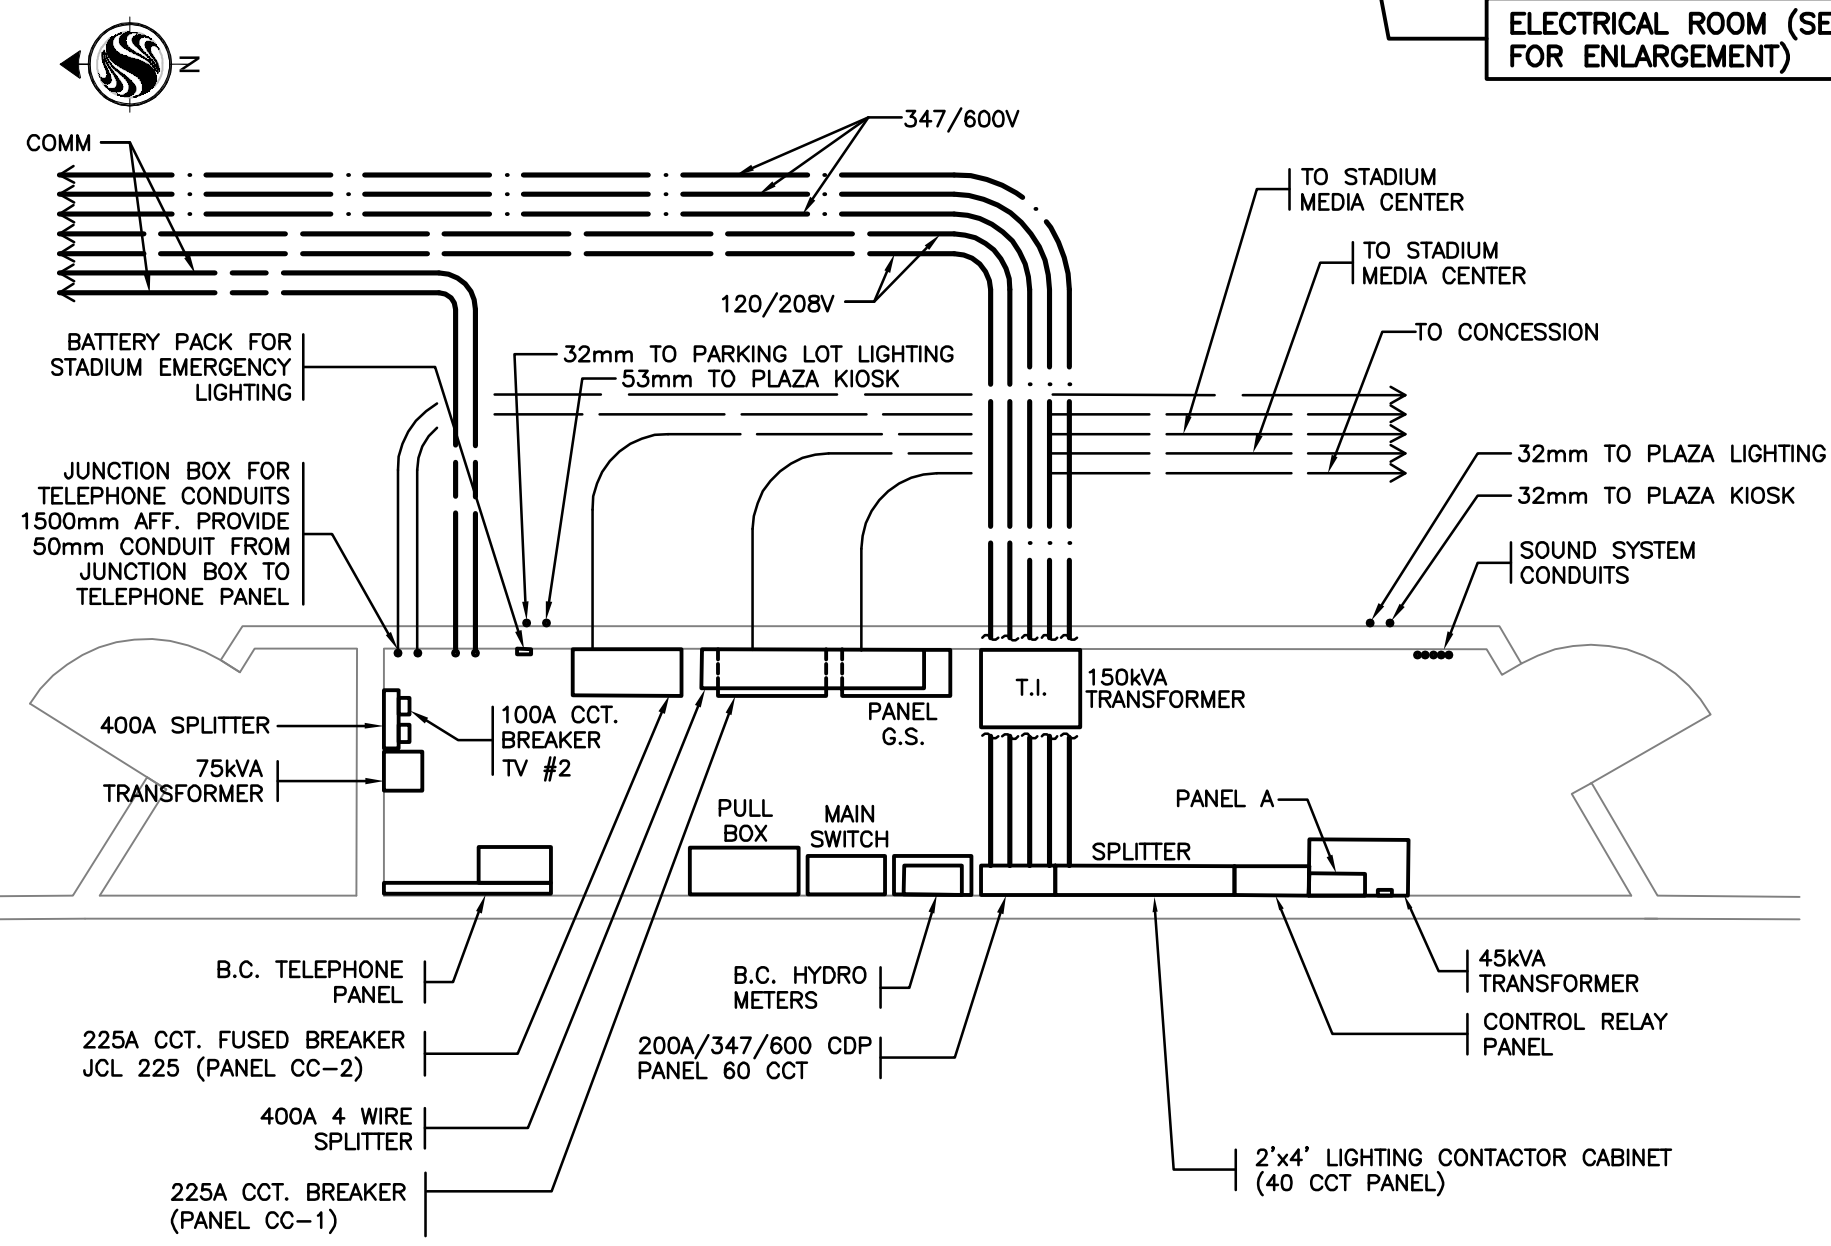 ELECTRICAL ROOM (SE
FOR ENLARGEMENT)
N
COMM
347/600V
TO STADIUM
MEDIA CENTER
TO STADIUM
MEDIA CENTER
120/208V
TO CONCESSION
BATTERY PACK FOR
STADIUM EMERGENCY
LIGHTING
32mm TO PARKING LOT LIGHTING
53mm TO PLAZA KIOSK
JUNCTION BOX FOR
TELEPHONE CONDUITS
1500mm AFF. PROVIDE
50mm CONDUIT FROM
JUNCTION BOX TO
TELEPHONE PANEL
32mm TO PLAZA LIGHTING
32mm TO PLAZA KIOSK
SOUND SYSTEM
CONDUITS
400A SPLITTER
100A CCT.
BREAKER
TV #2
PANEL
G.S.
T.I.
150kVA
TRANSFORMER
75kVA
TRANSFORMER
PULL
BOX
MAIN
SWITCH
SPLITTER
PANEL A
B.C. TELEPHONE
PANEL
B.C. HYDRO
METERS
45kVA
TRANSFORMER
225A CCT. FUSED BREAKER
JCL 225 (PANEL CC-2)
200A/347/600 CDP
PANEL 60 CCT
CONTROL RELAY
PANEL
400A 4 WIRE
SPLITTER
225A CCT. BREAKER
(PANEL CC-1)
2'x4' LIGHTING CONTACTOR CABINET
(40 CCT PANEL)